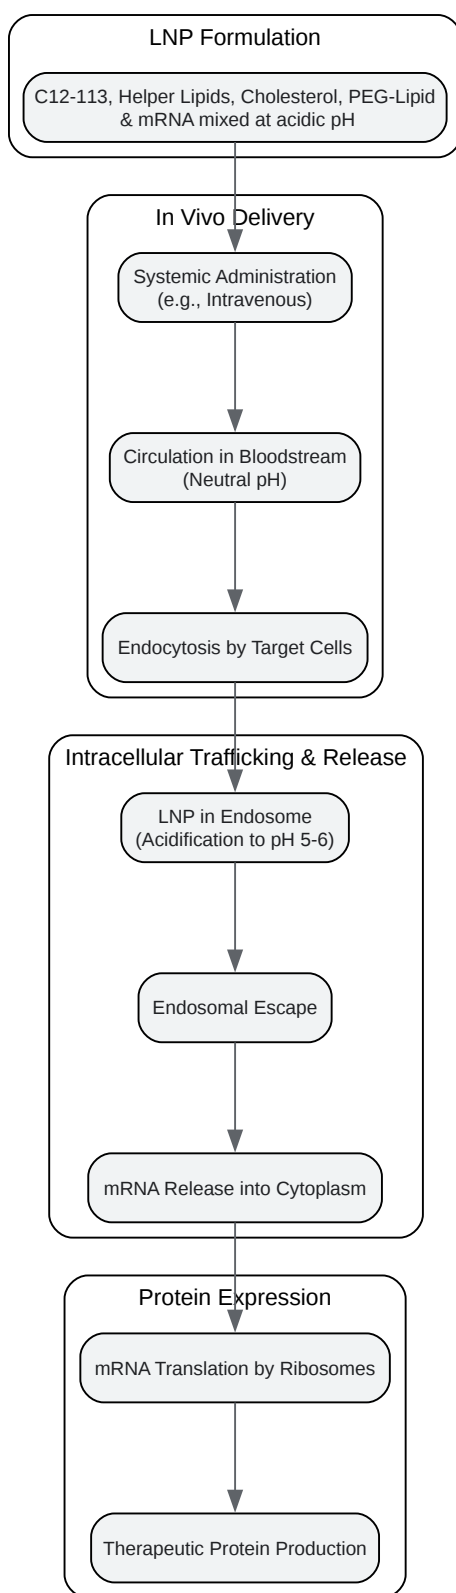 LNP Formulation
C12-113, Helper Lipids, Cholesterol, PEG-Lipid
& mRNA mixed at acidic pH
In Vivo Delivery
Systemic Administration
(e.g., Intravenous)
Circulation in Bloodstream
(Neutral pH)
Endocytosis by Target Cells
Intracellular Trafficking & Release
LNP in Endosome
(Acidification to pH 5-6)
Endosomal Escape
mRNA Release into Cytoplasm
Protein Expression
mRNA Translation by Ribosomes
Therapeutic Protein Production